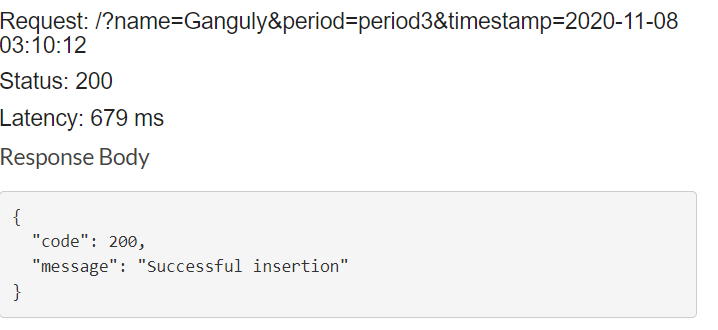 Request: /?name=Ganguly&period=period3&timestamp=2020-11-08
03:10:12
Status: 200
Latency: 679 ms
Response Body
{
"code": 200,
"message": "Successful insertion"
}